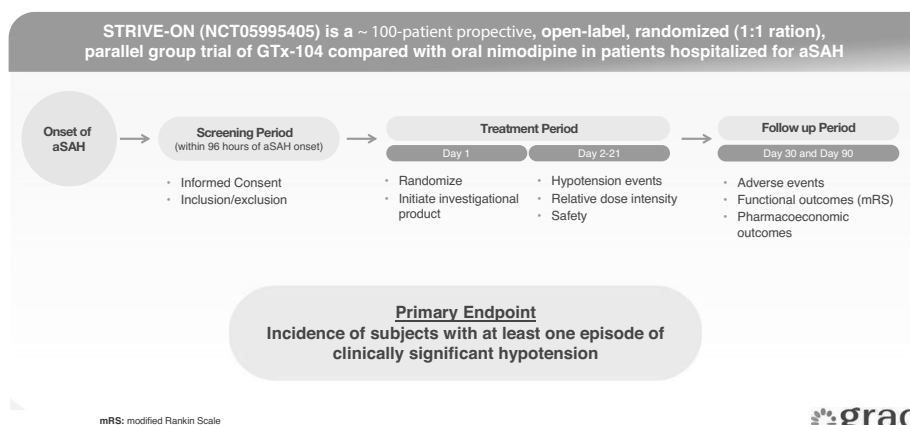 STRIVE-ON (NCT05995405) is a ~ 100-patient propective, open-label, randomized (1:1 ration),
parallel group trial of GTx-104 compared with oral nimodipine in patients hospitalized for aSAH
Onset of
aSAH
Screening Period
(within 96 hours of aSAH onset)
• Informed Consent
• Inclusion/exclusion
Treatment Period
Day 1
• Randomize
• Initiate investigational
product
Day 2-21
• Hypotension events
• Relative dose intensity
• Safety
Follow up Period
Day 30 and Day 90
• Adverse events
• Functional outcomes (mRS)
• Pharmacoeconomic
outcomes
Primary Endpoint
Incidence of subjects with at least one episode of
clinically significant hypotension
mRS: modified Rankin Scale